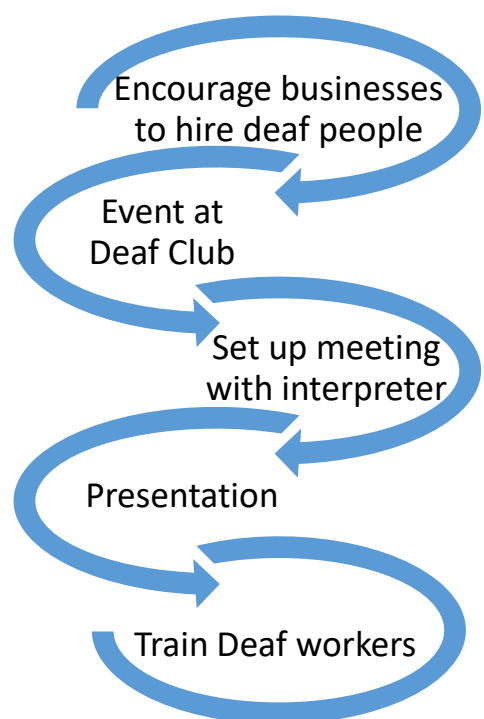 Encourage businesses
to hire deaf people
Event at
Deaf Club
Set up meeting
with interpreter
Presentation
Train Deaf workers